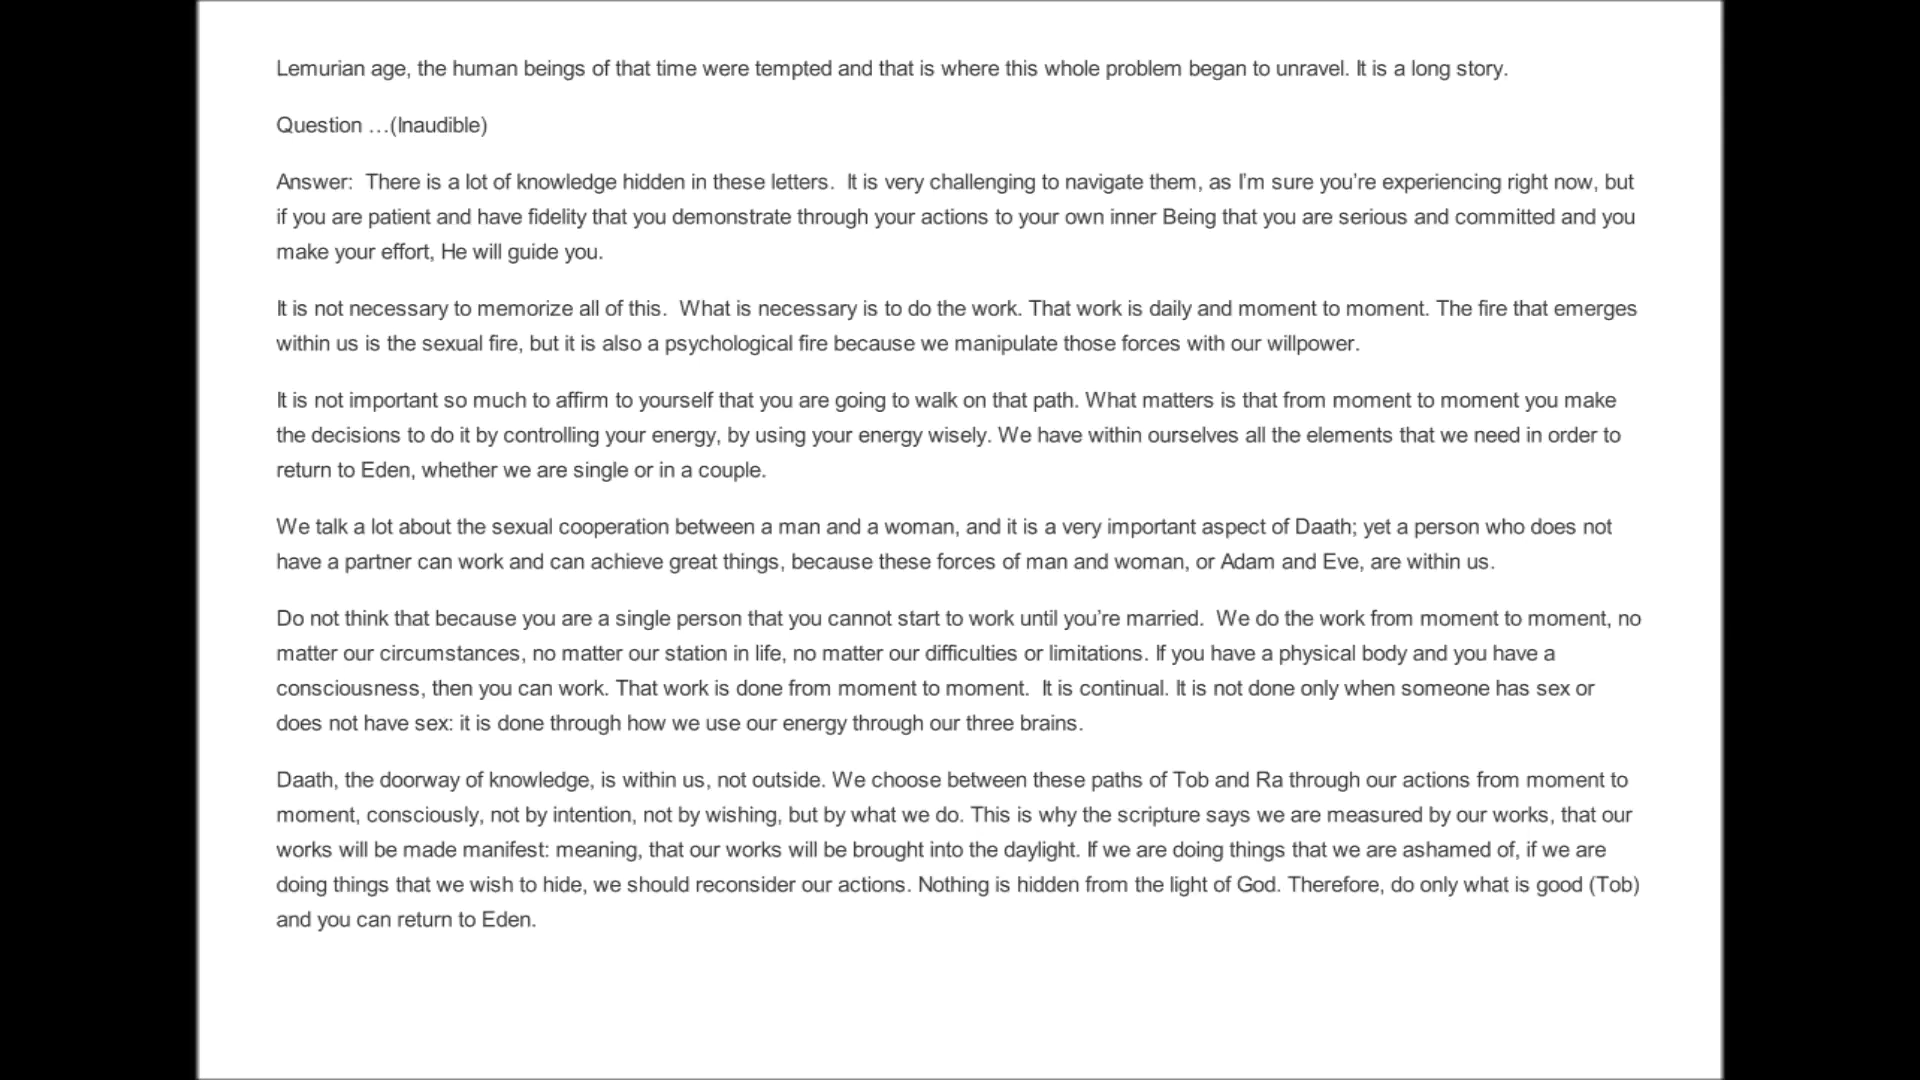 Lemurian age, the human beings of that time were tempted and that is where this whole problem began to unravel. It is a long story.
Question …(Inaudible)
Answer:  There is a lot of knowledge hidden in these letters.  It is very challenging to navigate them, as I'm sure you're experiencing right now, but
if you are patient and have fidelity that you demonstrate through your actions to your own inner Being that you are serious and committed and you
make your effort, He will guide you.
It is not necessary to memorize all of this.  What is necessary is to do the work. That work is daily and moment to moment. The fire that emerges
within us is the sexual fire, but it is also a psychological fire because we manipulate those forces with our willpower.
It is not important so much to affirm to yourself that you are going to walk on that path. What matters is that from moment to moment you make
the decisions to do it by controlling your energy, by using your energy wisely. We have within ourselves all the elements that we need in order to
return to Eden, whether we are single or in a couple.
We talk a lot about the sexual cooperation between a man and a woman, and it is a very important aspect of Daath; yet a person who does not
have a partner can work and can achieve great things, because these forces of man and woman, or Adam and Eve, are within us.
Do not think that because you are a single person that you cannot start to work until you’re married.  We do the work from moment to moment, no
matter our circumstances, no matter our station in life, no matter our difficulties or limitations. If you have a physical body and you have a
consciousness, then you can work. That work is done from moment to moment.  It is continual. It is not done only when someone has sex or
does not have sex: it is done through how we use our energy through our three brains.
Daath, the doorway of knowledge, is within us, not outside. We choose between these paths of Tob and Ra through our actions from moment to
moment, consciously, not by intention, not by wishing, but by what we do. This is why the scripture says we are measured by our works, that our
works will be made manifest: meaning, that our works will be brought into the daylight. If we are doing things that we are ashamed of, if we are
doing things that we wish to hide, we should reconsider our actions. Nothing is hidden from the light of God. Therefore, do only what is good (Tob)
and you can return to Eden.